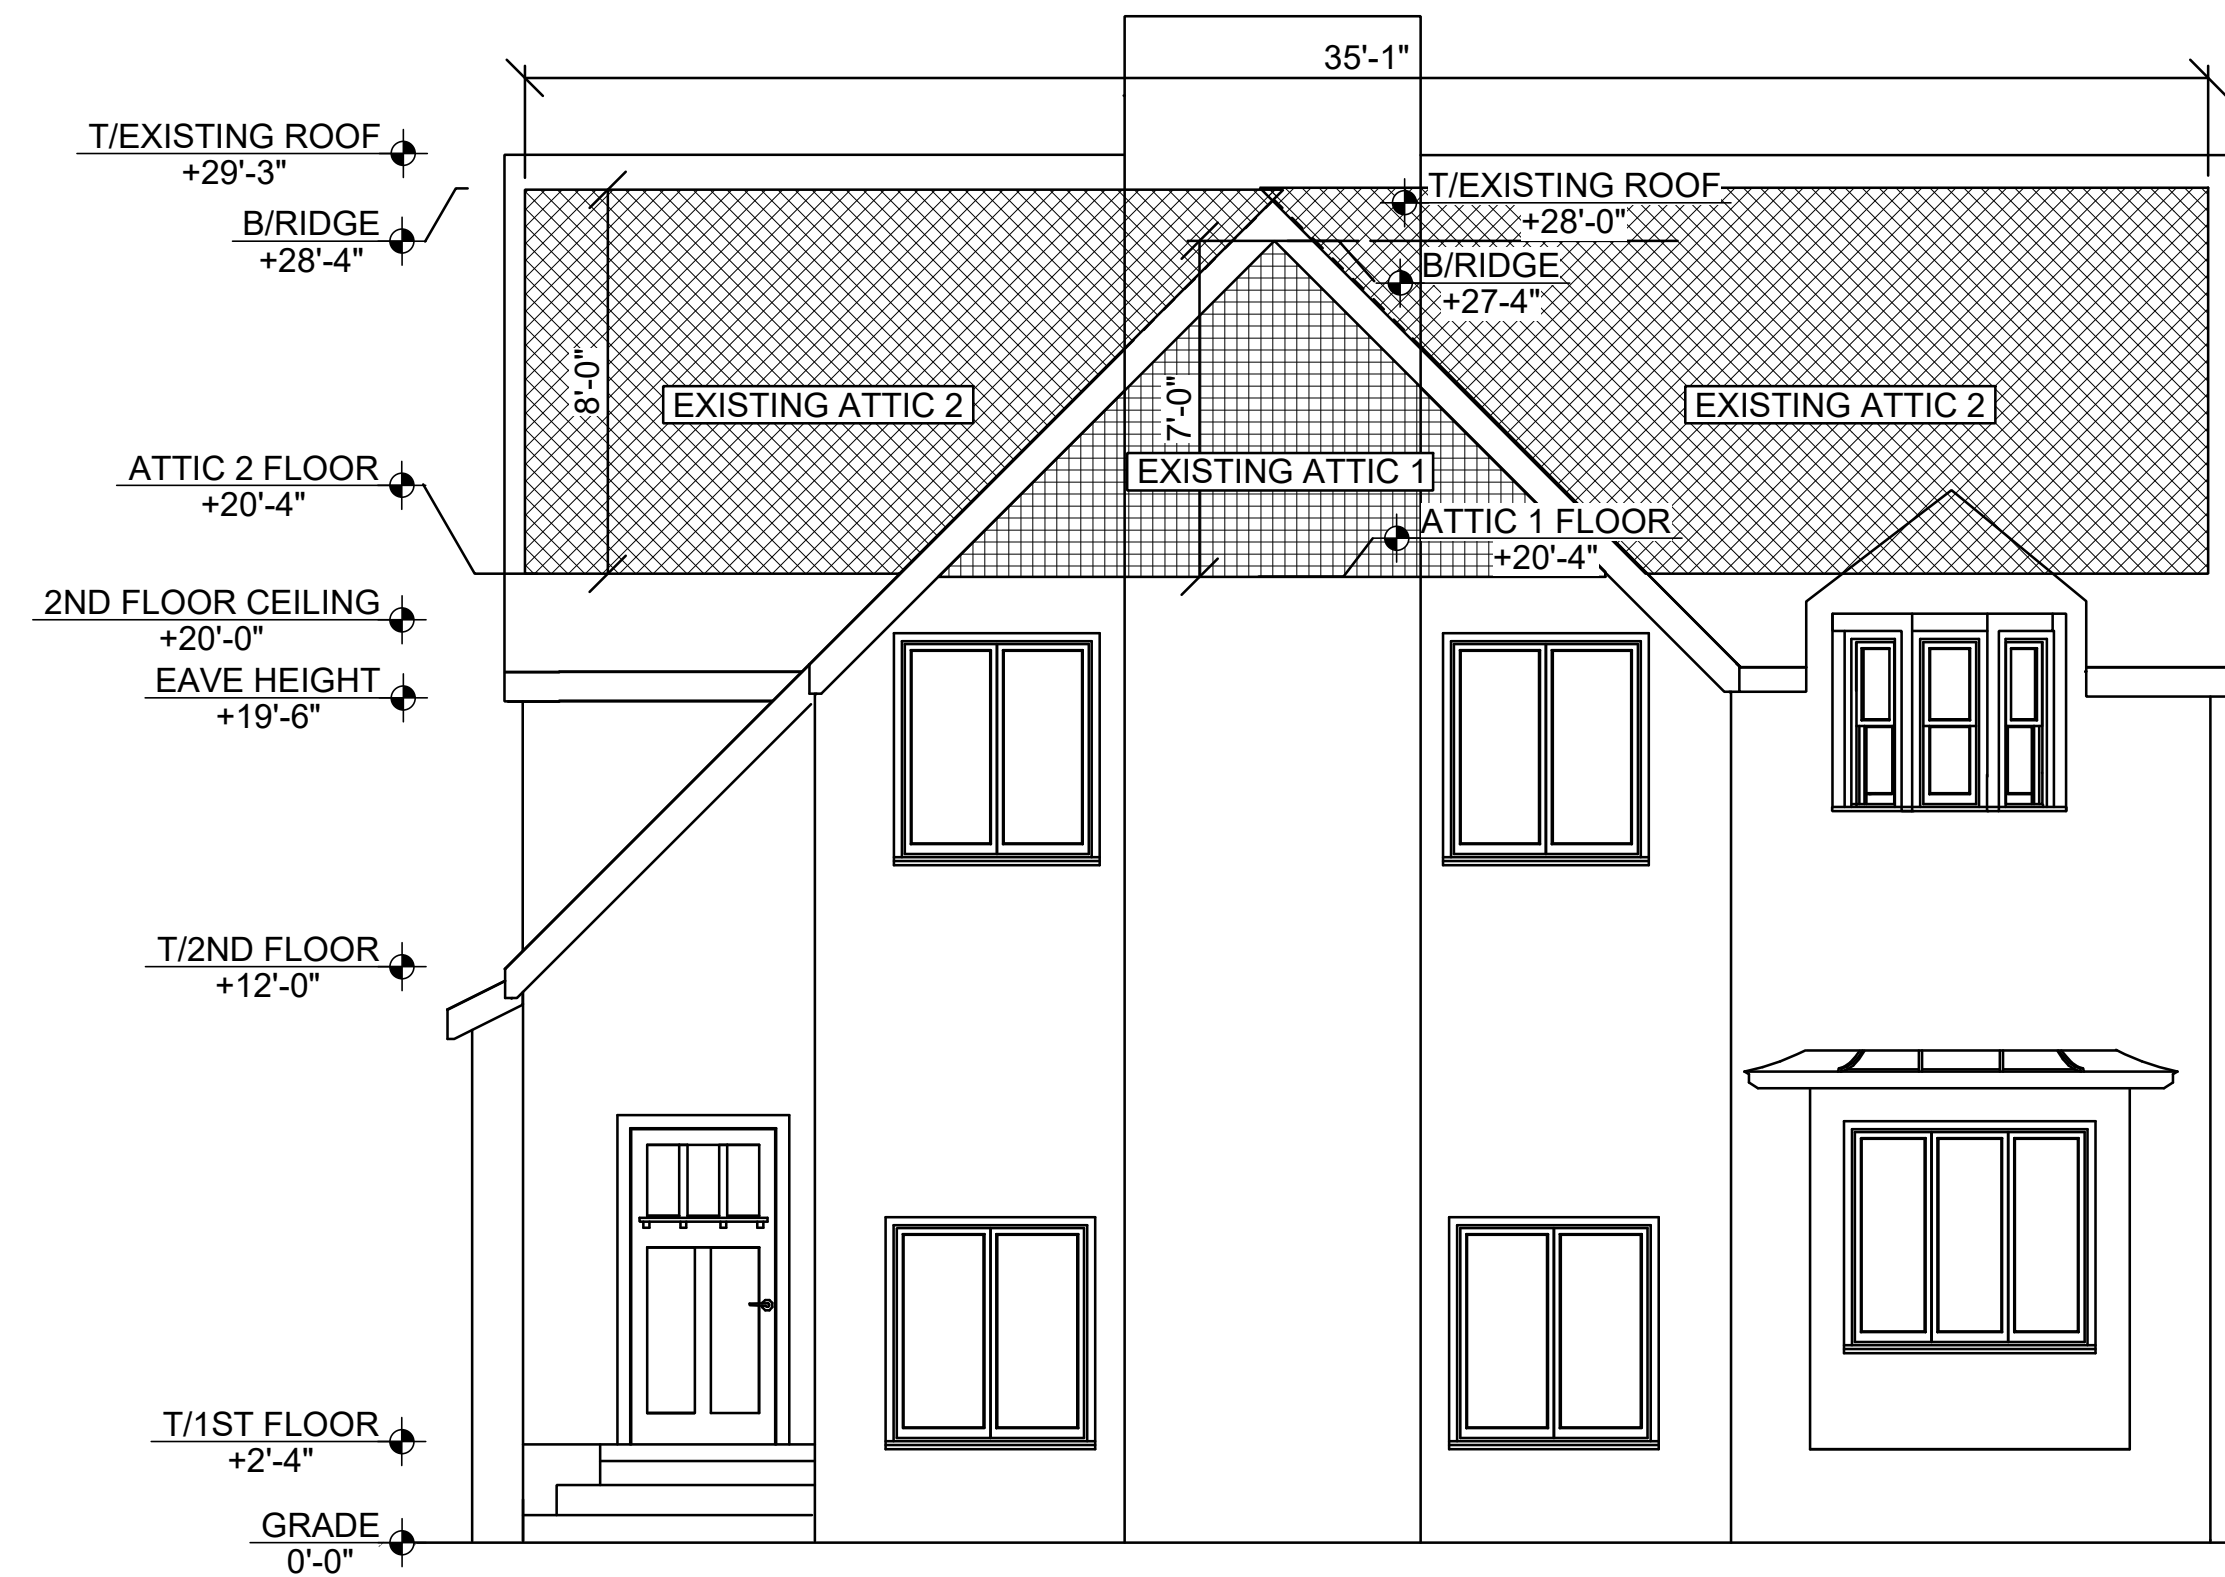 35'-1"
T/EXISTING ROOF
+29'-3"
B/RIDGE
+28'-4"
T/EXISTING ROOF
+28'-0"
B/RIDGE
+27-4"
8'-0"
7'-0"
EXISTING ATTIC 2
EXISTING ATTIC 2
EXISTING ATTIC 1
ATTIC 2 FLOOR
+20'-4"
ATTIC 1 FLOOR
+20'-4"
2ND FLOOR CEILING
+20'-0"
EAVE HEIGHT
+19'-6"
T/2ND FLOOR
+12'-0"
T/1ST FLOOR
+2'-4"
GRADE
0'-0"